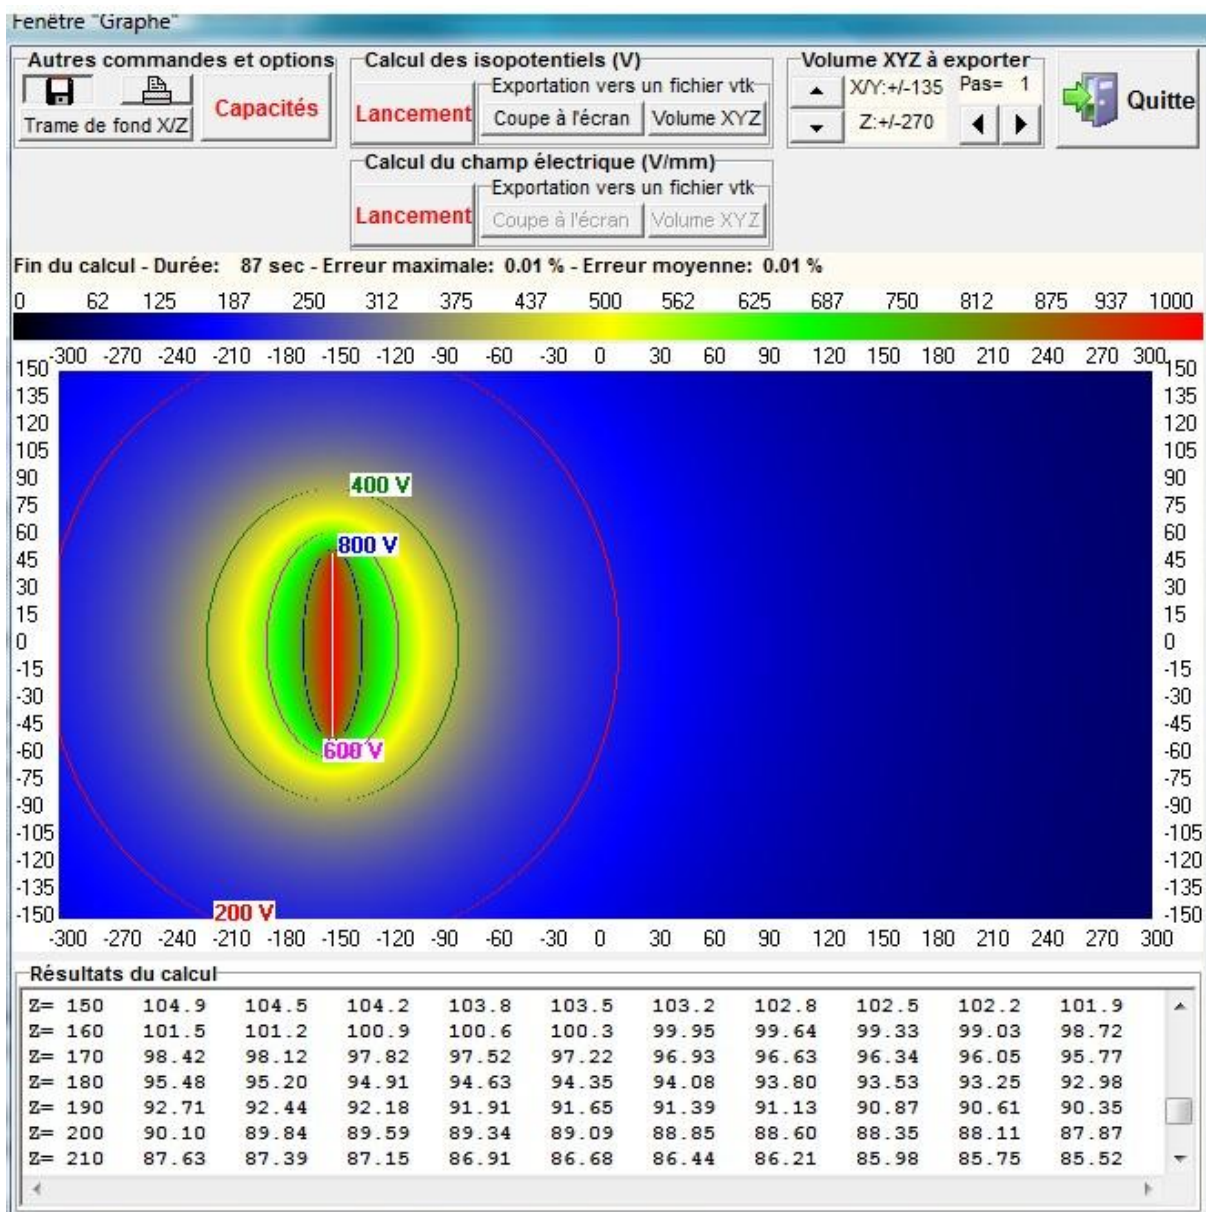 Fenêtre "Graphe"
Autres commandes et options
Trame de fond X/Z
Capacités
Calcul des isopotentiels (V)
Lancement
Exportation vers un fichier vtk
Coupe à l'écran Volume XYZ
Volume XYZ à exporter
X/Y:+/-135 Pas= 1
Z:+/-270
Quitte
Calcul du champ électrique (V/mm)
Lancement
Exportation vers un fichier vtk
Coupe à l'écran Volume XYZ
Fin du calcul - Durée: 87 sec - Erreur maximale: 0.01 % - Erreur moyenne: 0.01 %
0 62 125 187 250 312 375 437 500 562 625 687 750 812 875 937 1000
-300 -270 -240 -210 -180 -150 -120 -90 -60 -30 0 30 60 90 120 150 180 210 240 270 300
150 150
135 135
120 120
105 105
90 400 V 90
75 75
60 60
45 800 V 45
30 30
15 15
0 0
-15 -15
-30 -30
-45 -45
-60 600 V -60
-75 -75
-90 -90
-105 -105
-120 -120
-135 -135
-150 200 V -150
-300 -270 -240 -210 -180 -150 -120 -90 -60 -30 0 30 60 90 120 150 180 210 240 270 300
Résultats du calcul
Z= 150 104.9 104.5 104.2 103.8 103.5 103.2 102.8 102.5 102.2 101.9
Z= 160 101.5 101.2 100.9 100.6 100.3 99.95 99.64 99.33 99.03 98.72
Z= 170 98.42 98.12 97.82 97.52 97.22 96.93 96.63 96.34 96.05 95.77
Z= 180 95.48 95.20 94.91 94.63 94.35 94.08 93.80 93.53 93.25 92.98
Z= 190 92.71 92.44 92.18 91.91 91.65 91.39 91.13 90.87 90.61 90.35
Z= 200 90.10 89.84 89.59 89.34 89.09 88.85 88.60 88.35 88.11 87.87
Z= 210 87.63 87.39 87.15 86.91 86.68 86.44 86.21 85.98 85.75 85.52